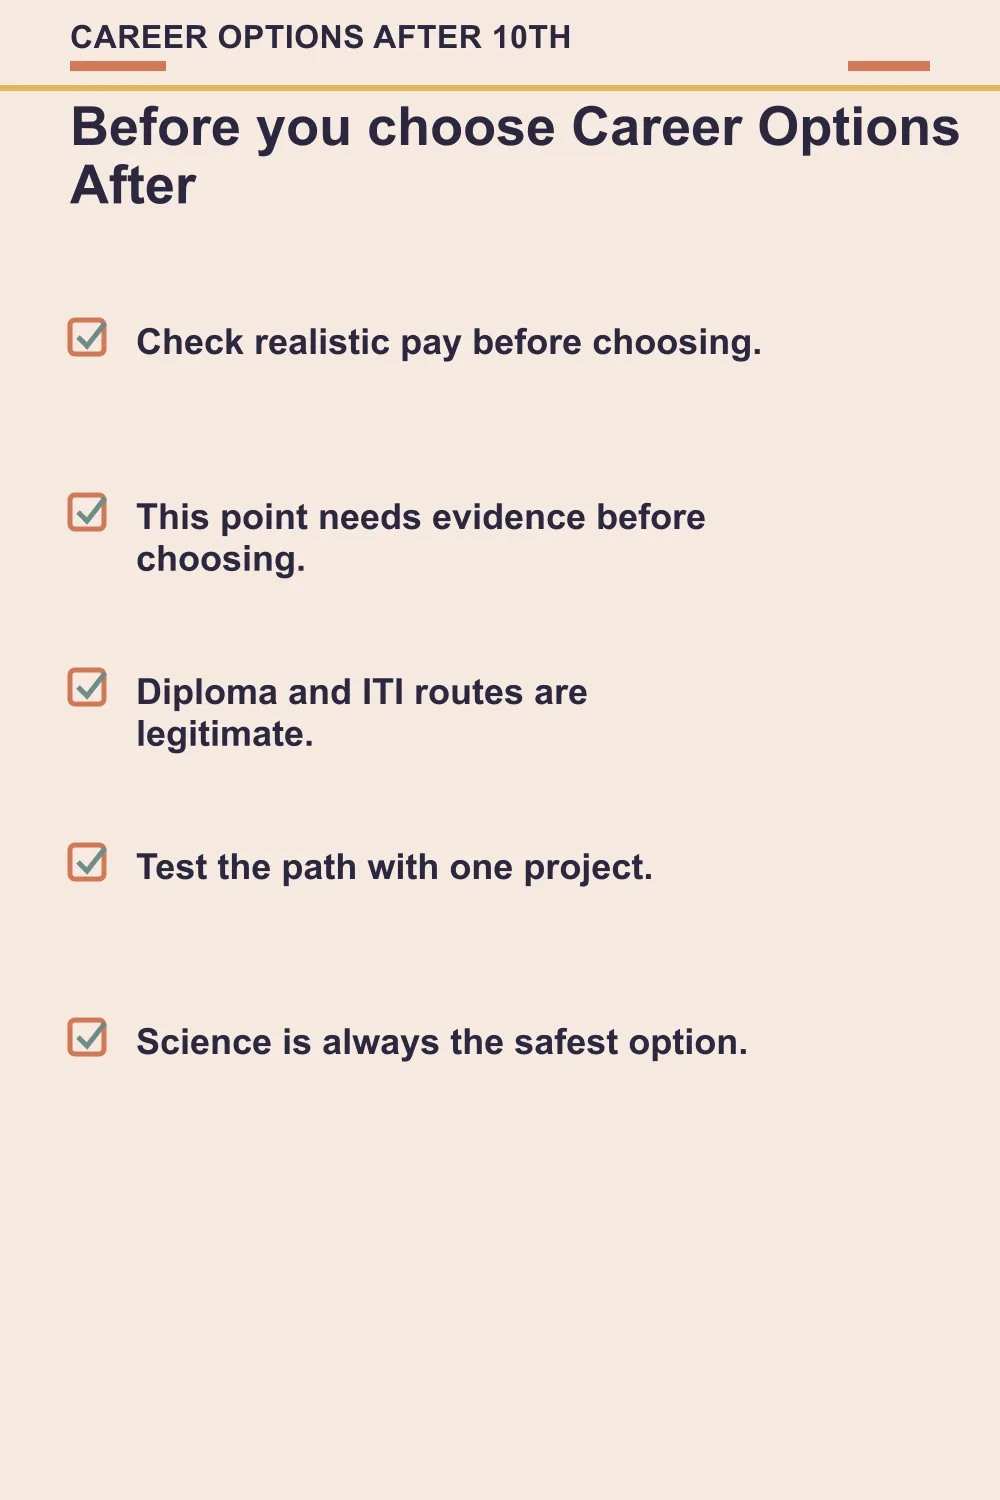 CAREER OPTIONS AFTER 10TH
Before you choose Career Options
After
Check realistic pay before choosing.
This point needs evidence before
choosing.
Diploma and ITI routes are
legitimate.
Test the path with one project.
Science is always the safest option.